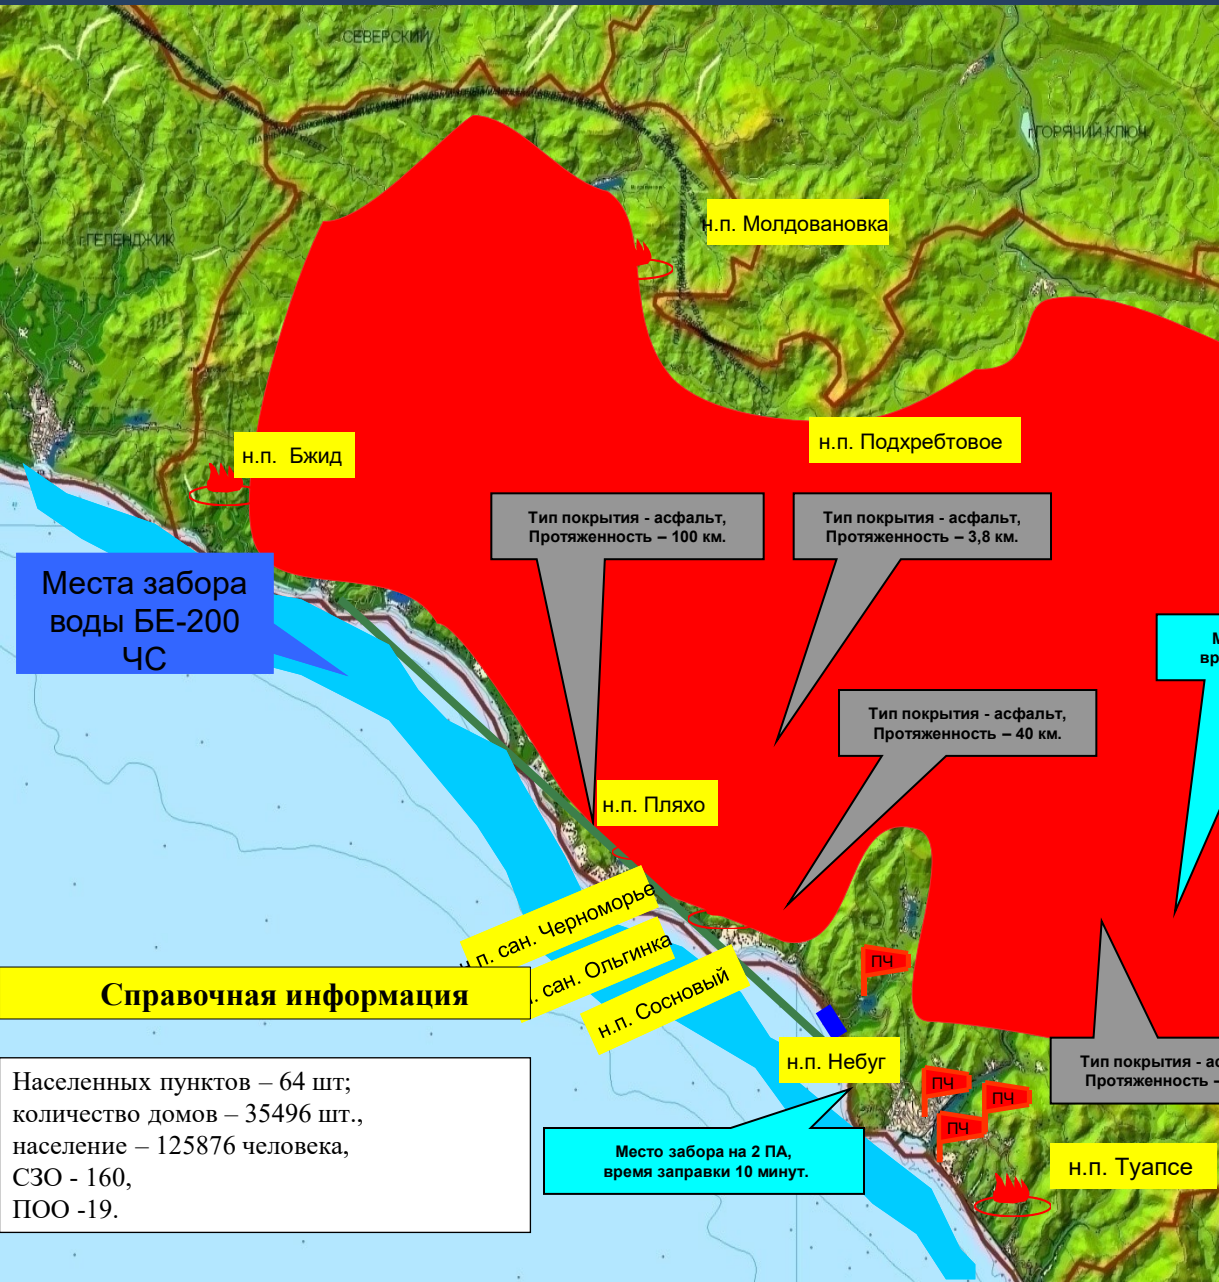 СЕВЕРСКИЙ
г.ГОРЯЧИЙ КЛЮЧ
н.п. Молдовановка
г.ГЕЛЕНДЖИК
н.п. Подхребтовое
н.п. Бжид
Тип покрытия - асфальт,
Протяженность – 100 км.
Тип покрытия - асфальт,
Протяженность – 3,8 км.
Места забора
воды БЕ-200
ЧС
Тип покрытия - асфальт,
Протяженность – 40 км.
н.п. Пляхо
н.п. сан. Черноморье
сан. Ольгинка
н.п. Сосновый
ПЧ
Справочная информация
н.п. Небуг
Тип покрытия -
Протяженность –
ПЧ
ПЧ
ПЧ
Населенных пунктов – 64 шт;
количество домов – 35496 шт.,
население – 125876 человека,
СЗО - 160,
ПОО -19.
Место забора на 2 ПА,
время заправки 10 минут.
н.п. Туапсе